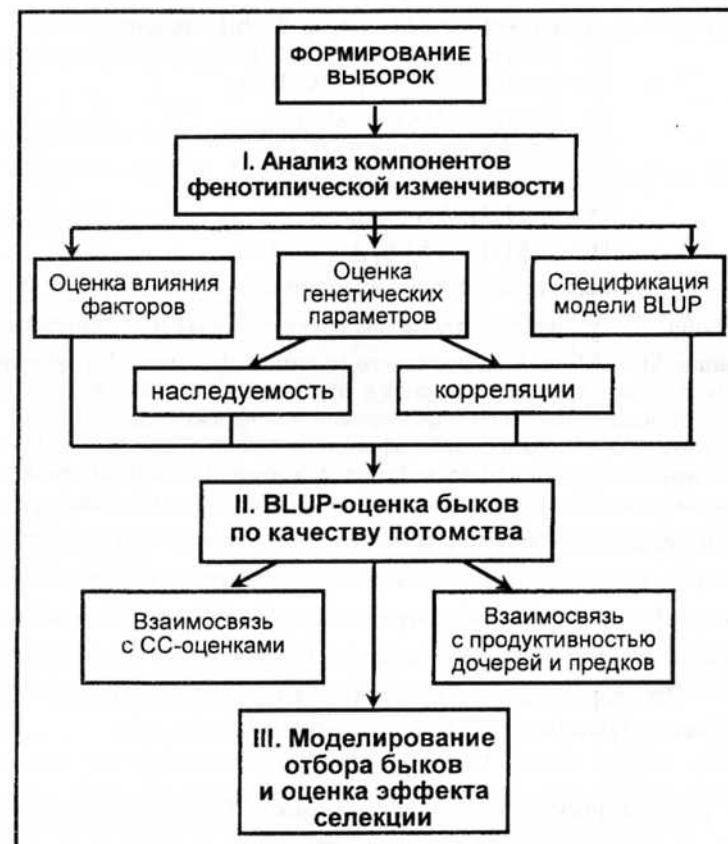 ФОРМИРОВАНИЕ
ВЫБОРОК
I. Анализ компонентов
фенотипической изменчивости
Оценка влияния
факторов
Оценка
генетических
параметров
Спецификация
модели BLUP
наследуемость
корреляции
II. BLUP-оценка быков
по качеству потомства
Взаимосвязь
с СС-оценками
Взаимосвязь
с продуктивностью
дочерей и предков
III. Моделирование
отбора быков
и оценка эффекта
селекции